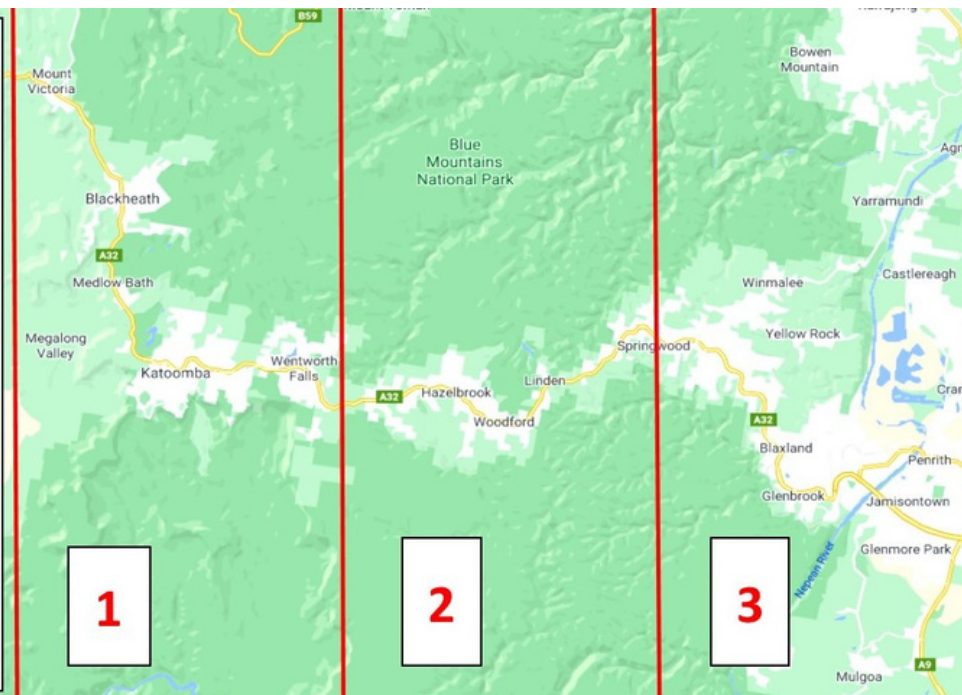 B59
Mount
Victoria
Bowen
Mountain
Blue
Mountains
National Park
Blackheath
Yarramundi
A32
Medlow Bath
Winmalee
Castlereagh
Megalong
Valley
Yellow Rock
Springwood
Wentworth
Falls
Katoomba
Linden
Hazelbrook
A32
Woodford
A32
Blaxland
Penrith
Glenbrook
Jamisontown
Glenmore Park
Nepean River
1
2
3
A9
Mulgoa